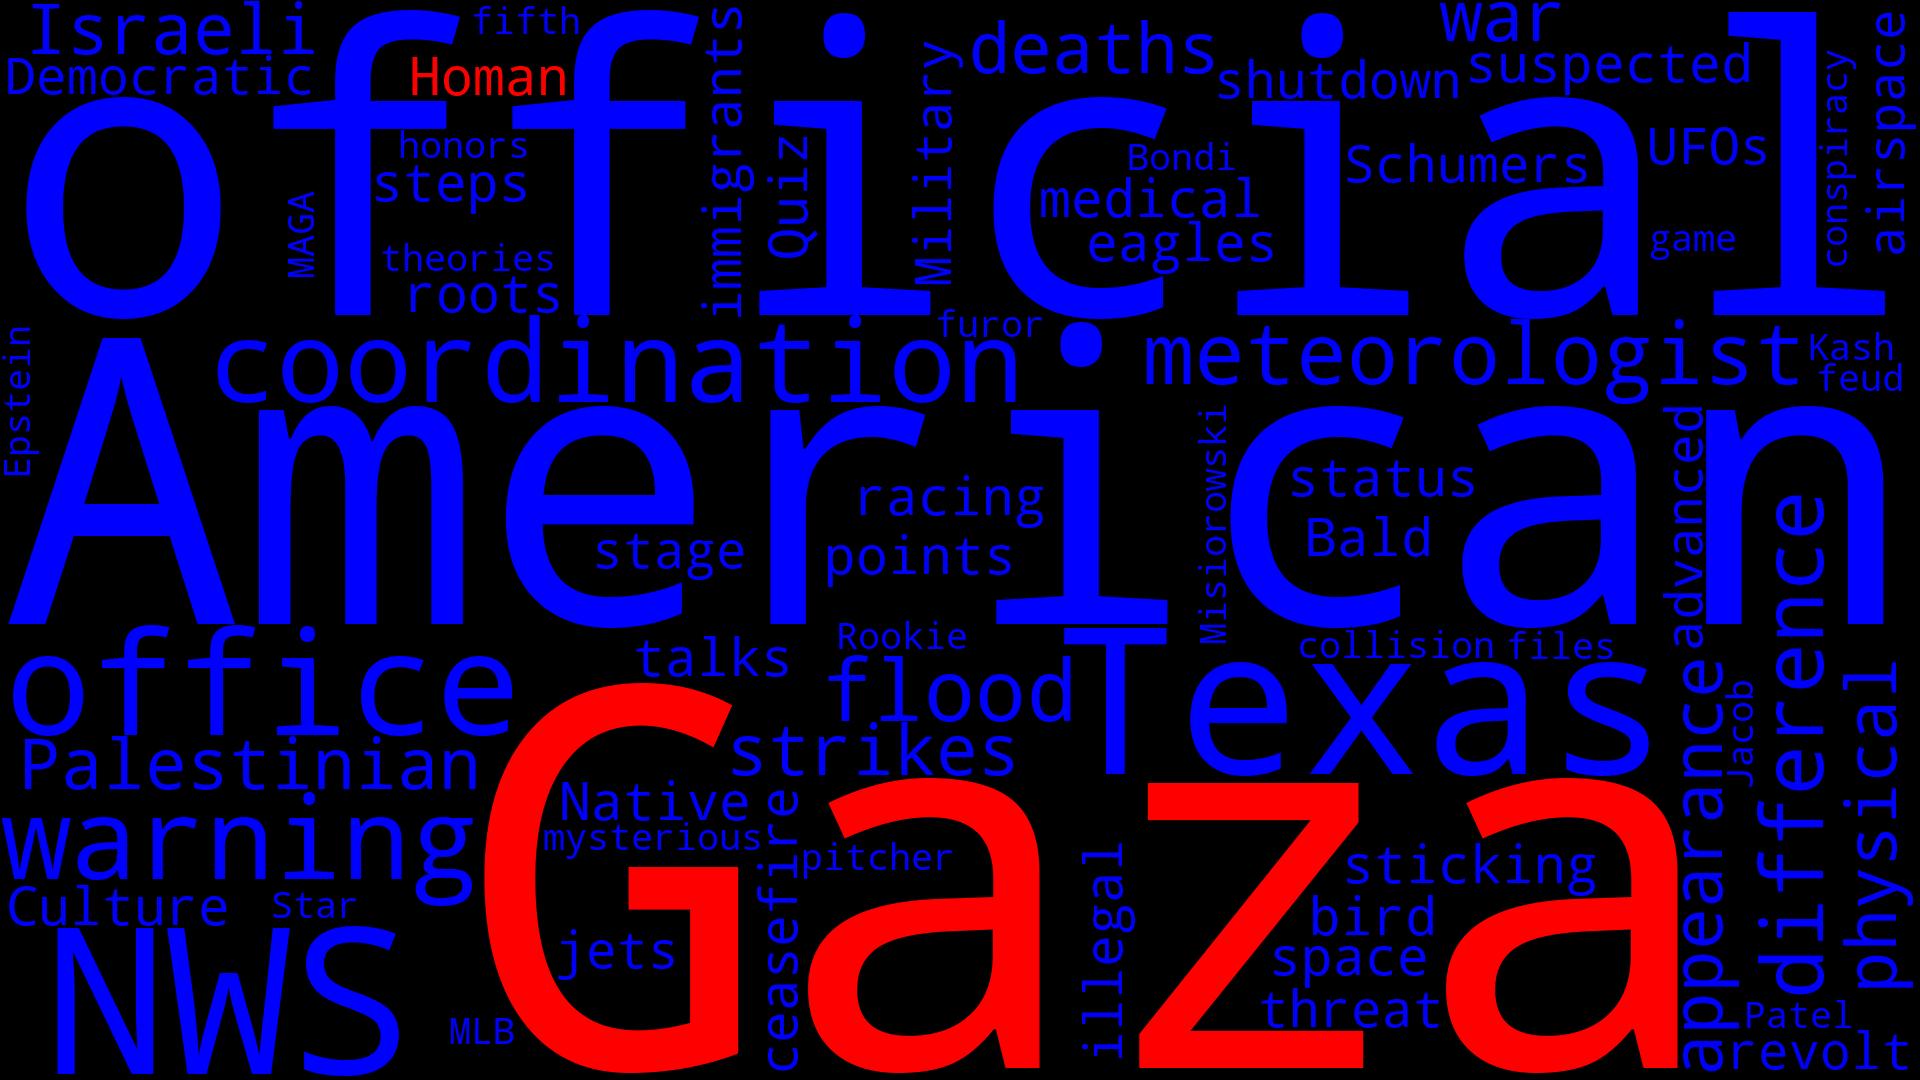 Israeli
fifth
Democratic
Homan
official
immigrants
Military
deaths
war
shutdown
suspected
conspiracy
airspace
honors
steps
MAGA
theories
roots
Quiz
Bondi
medical
eagles
Schumers
UFOs
game
furor
Epstein
coordination
meteorologist
Kash
feud
American
racing
stage
points
Misiorowski
status
Bald
advanced
difference
office
talks
Rookie
flood
Texas
collision
files
Palestinian
strikes
appearance
Jacob
physical
warning
Gaza
Native
mysterious
ceasefire
pitcher
illegal
sticking
bird
space
threat
Culture
Star
NWS
jets
MLB
Patel
revolt